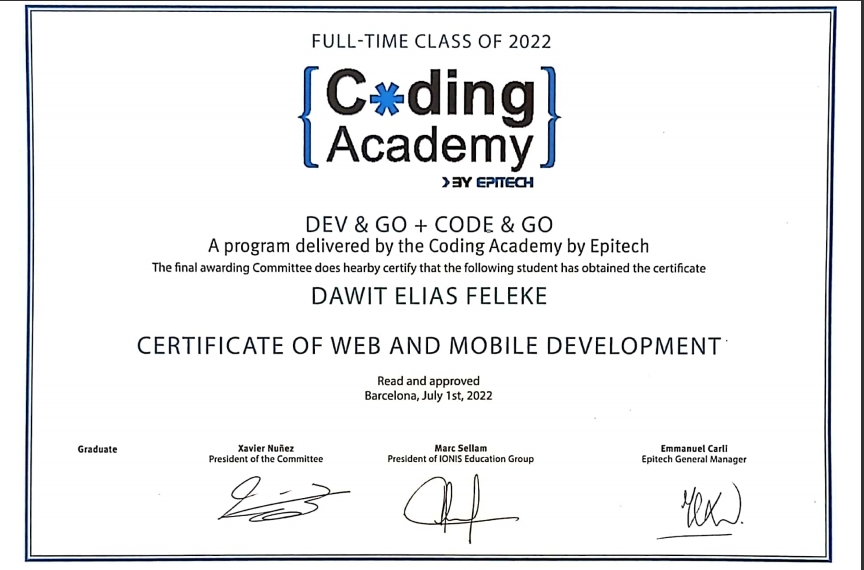 FULL-TIME CLASS OF 2022
{C*ding
Academy}
>BY EPITECH
DEV & GO + CODE & GO
A program delivered by the Coding Academy by Epitech
The final awarding Committee does hearby certify that the following student has obtained the certificate
DAWIT ELIAS FELEKE
CERTIFICATE OF WEB AND MOBILE DEVELOPMENT
Read and approved
Barcelona, July 1st, 2022
Graduate
Xavier Nuñez
President of the Committee
Marc Sellam
President of IONIS Education Group
Emmanuel Carli
Epitech General Manager